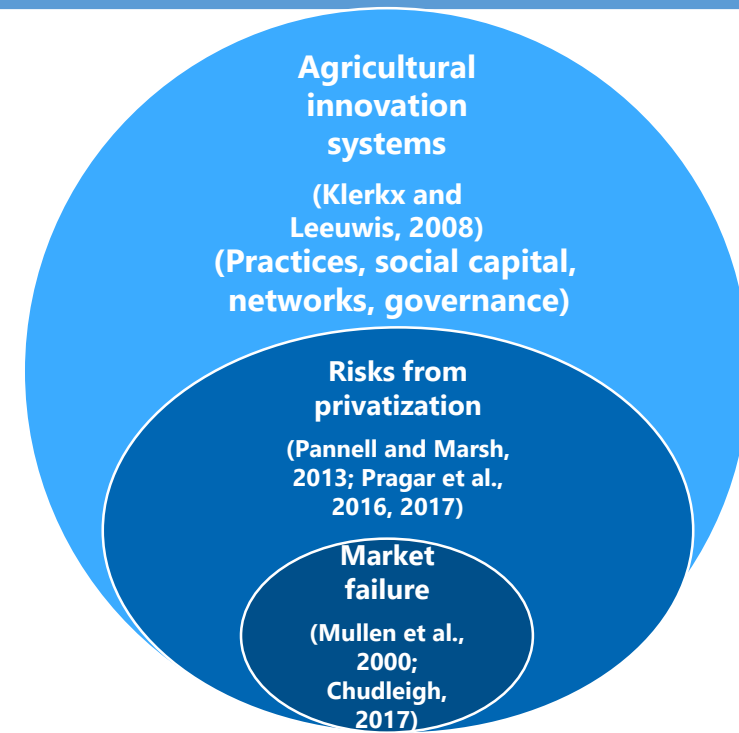 Agricultural
innovation
systems
(Klerkx and
Leeuwis, 2008)
(Practices, social capital,
networks, governance)
Risks from
privatization
(Pannell and Marsh,
2013; Pragar et al.,
2016, 2017)
Market
failure
(Mullen et al.,
2000;
Chudleigh,
2017)